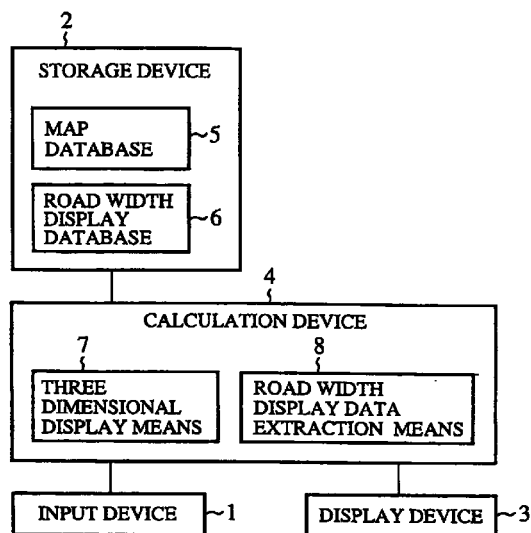 2
STORAGE DEVICE
MAP
DATABASE
5
ROAD WIDTH
DISPLAY
DATABASE
6
4
CALCULATION DEVICE
7
THREE
DIMENSIONAL
DISPLAY MEANS
8
ROAD WIDTH
DISPLAY DATA
EXTRACTION MEANS
INPUT DEVICE
1
DISPLAY DEVICE
3